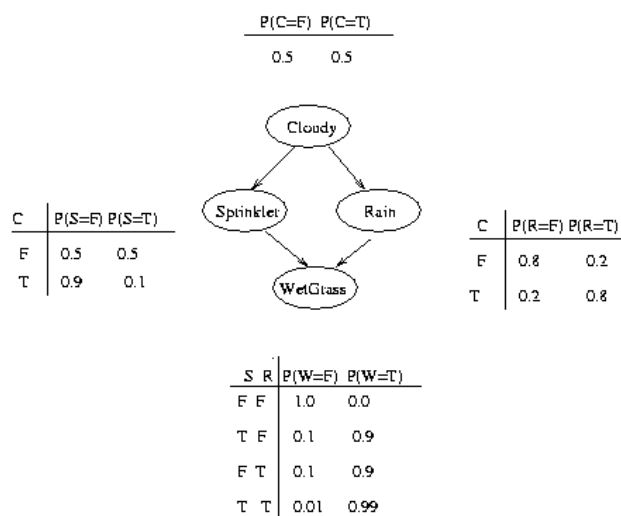 P(C=F) P(C=T)
0.5 0.5
Cloudy
Sprinkler
Rain
WetGrass
C P(S=F) P(S=T)
F 0.5 0.5
T 0.9 0.1
C P(R=F) P(R=T)
F 0.8 0.2
T 0.2 0.8
S R P(W=F) P(W=T)
F F 1.0 0.0
T F 0.1 0.9
F T 0.1 0.9
T T 0.01 0.99